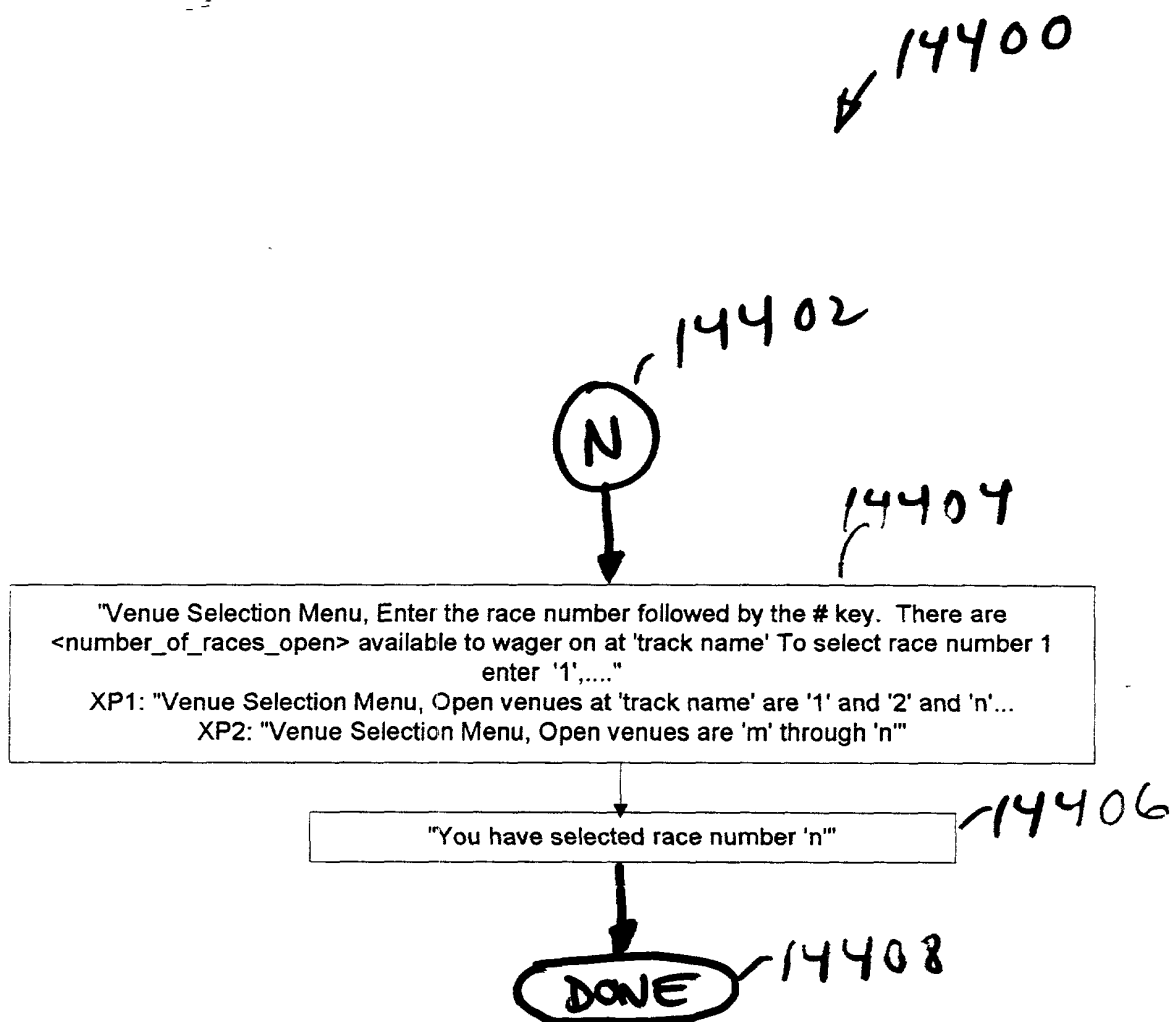 14400
14402
N
14404
"Venue Selection Menu, Enter the race number followed by the # key. There are
<number_of_races_open> available to wager on at 'track name' To select race number 1
enter '1',...."
XP1: "Venue Selection Menu, Open venues at 'track name' are '1' and '2' and 'n'...
XP2: "Venue Selection Menu, Open venues are 'm' through 'n'"
"You have selected race number 'n'"
14406
DONE
14408